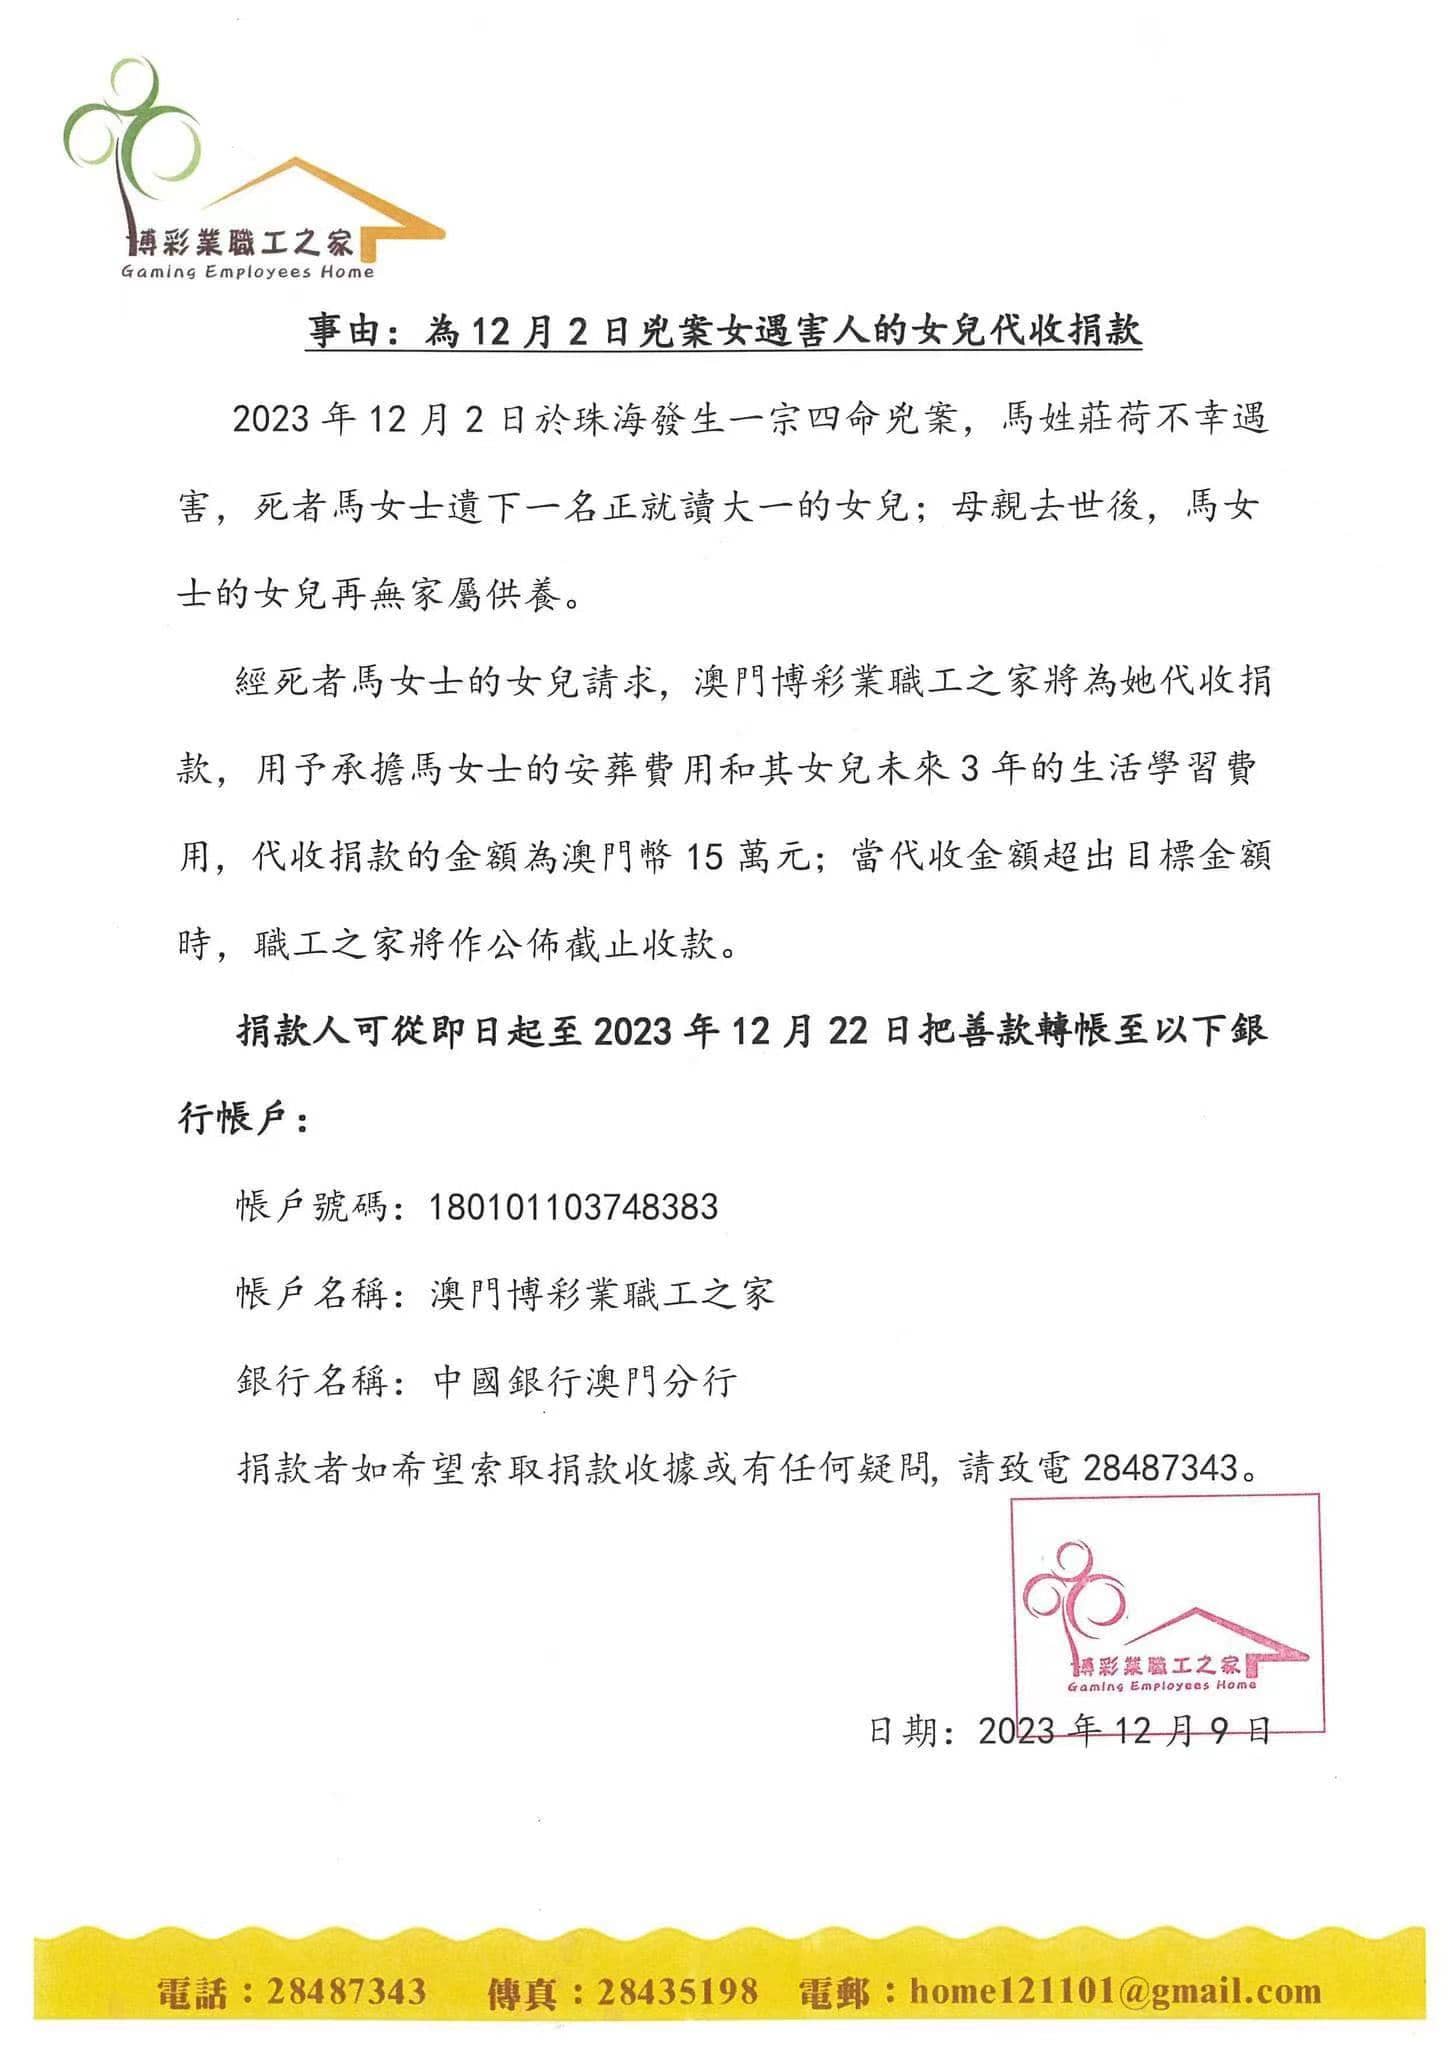 博彩業職工之家
Gaming Employees Home
事由：為12月2日兇案女遇害人的女兒代收捐款
2023年12月2日於珠海發生一宗四命兇案，馬姓莊荷不幸遇
害，死者馬女士遺下一名正就讀大一的女兒；母親去世後，馬女
士的女兒再無家屬供養。
經死者馬女士的女兒請求，澳門博彩業職工之家將為她代收捐
款，用予承擔馬女士的安葬費用和其女兒未來3年的生活學習費
用，代收捐款的金額為澳門幣15萬元；當代收金額超出目標金額
時，職工之家將作公佈截止收款。
捐款人可從即日起至2023年12月22日把善款轉帳至以下銀
行帳戶：
帳戶號碼：180101103748383
帳戶名稱：澳門博彩業職工之家
銀行名稱：中國銀行澳門分行
捐款者如希望索取捐款收據或有任何疑問，請致電28487343。
博彩業職工之家
Gaming Employees Home
日期：2023年12月9日
電話：28487343 傳真：28435198 電郵：home121101@gmail.com